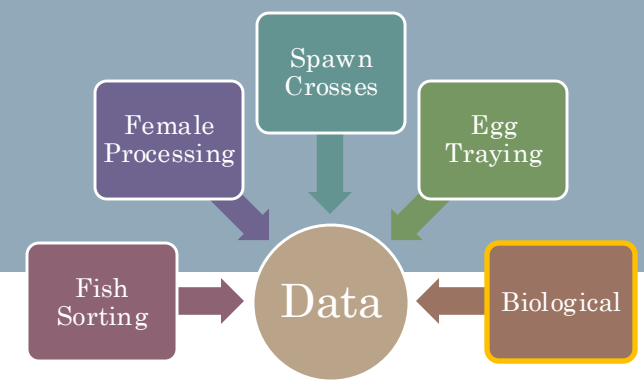 Spawn
Crosses
Female
Processing
Egg
Traying
Fish
Sorting
Data
Biological